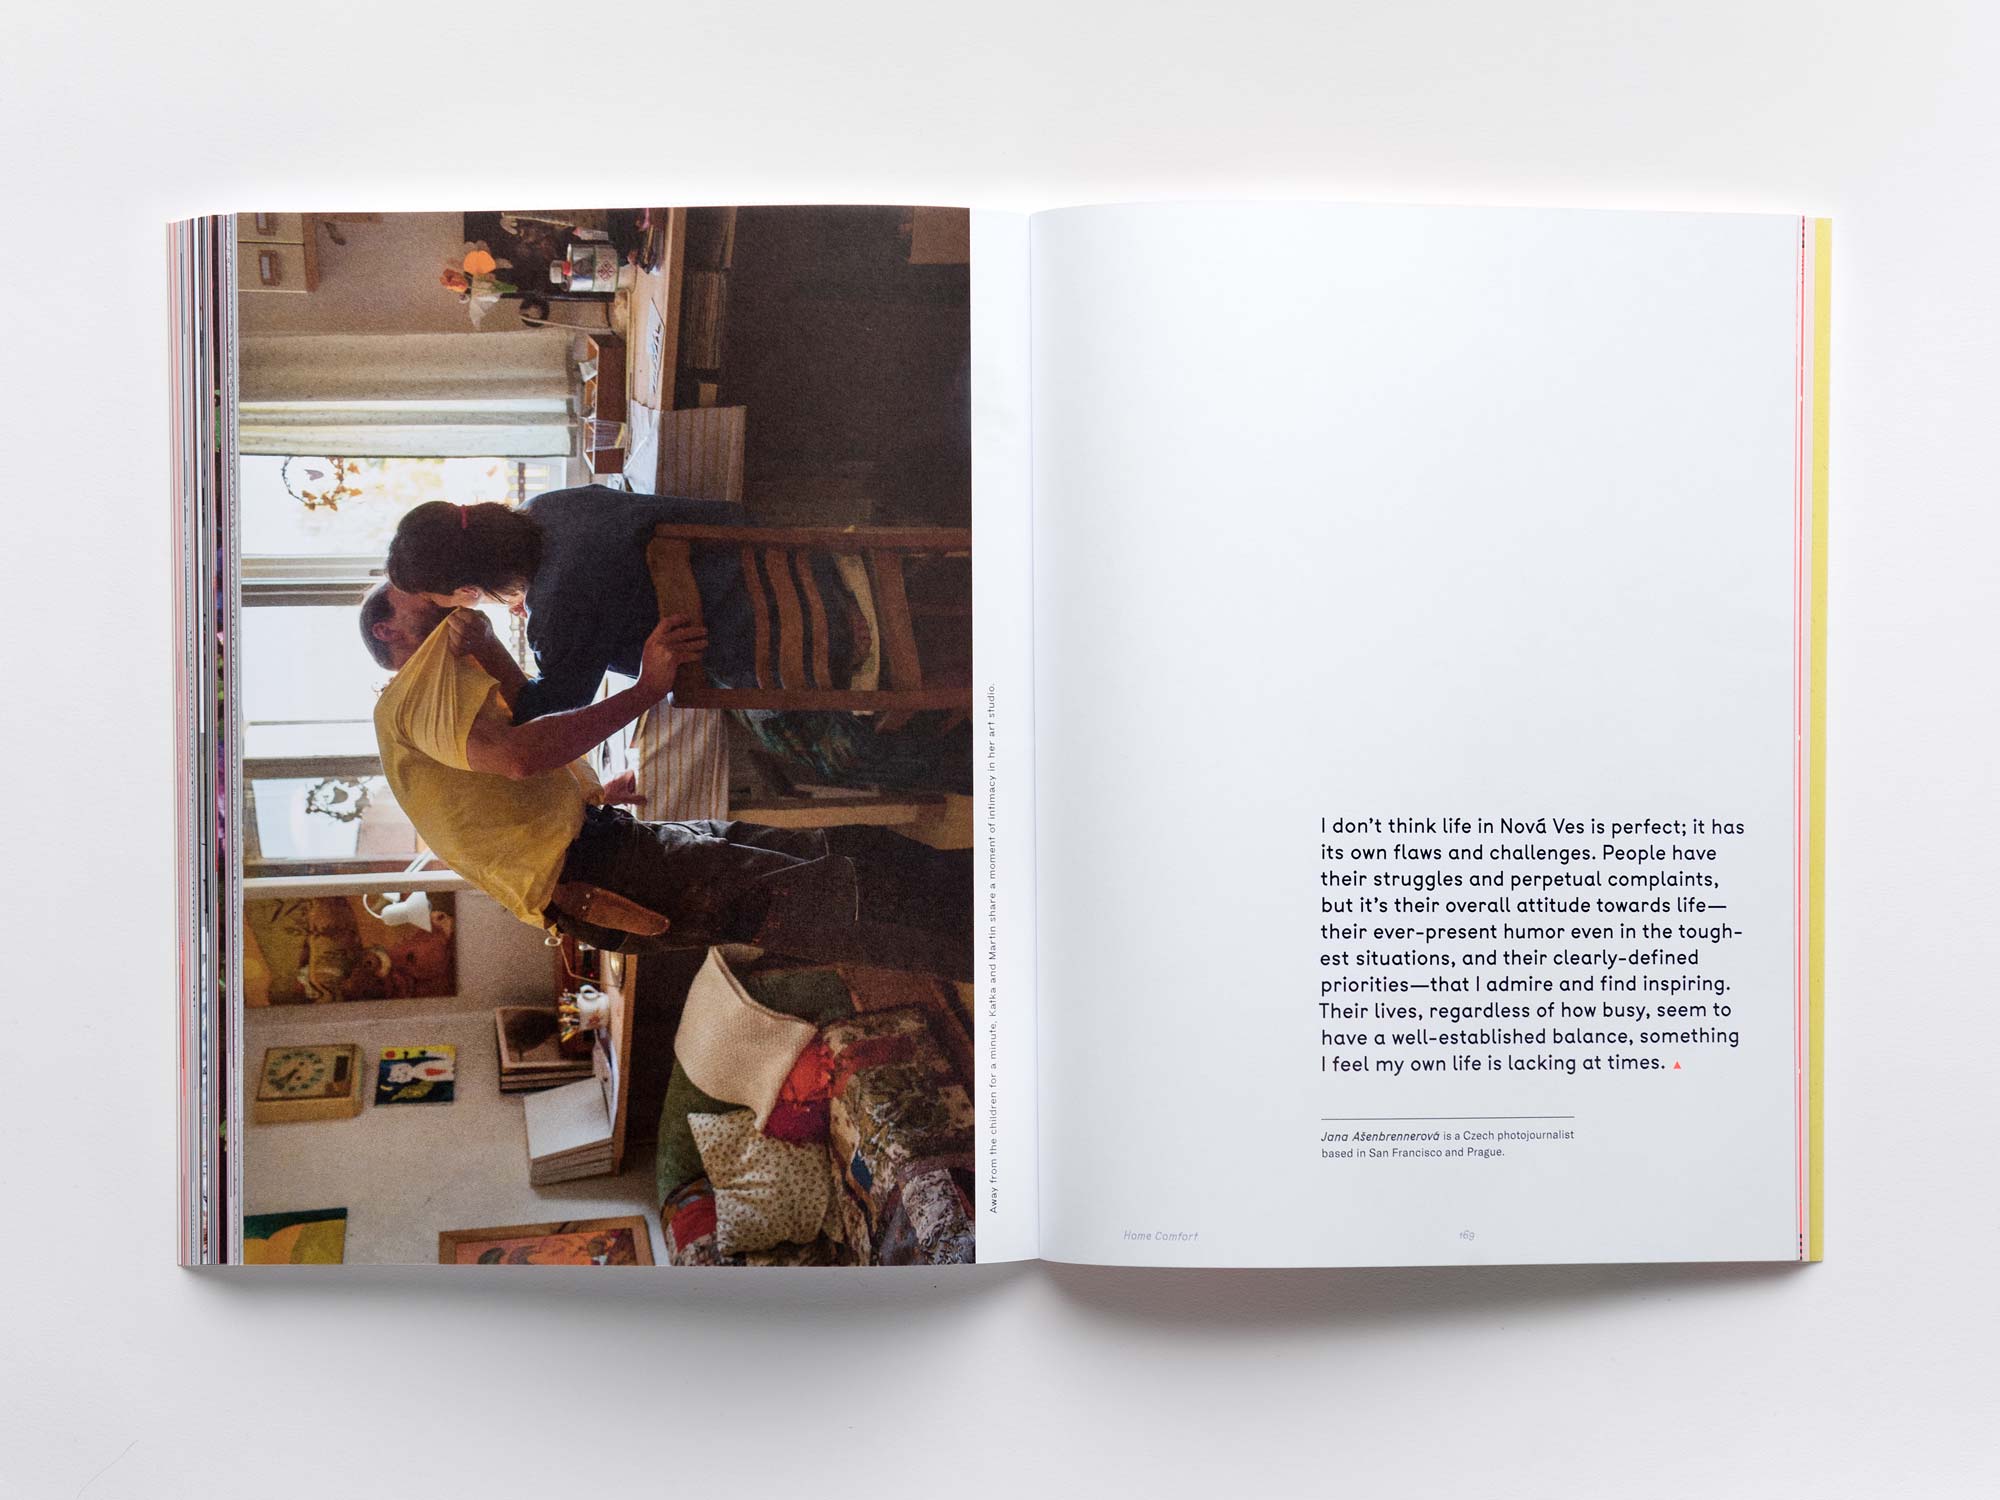 Away from the children for a minute, Katka and Martin share a moment of intimacy in her art studio.
I don't think life in Nová Ves is perfect; it has
its own flaws and challenges. People have
their struggles and perpetual complaints,
but it's their overall attitude towards life—
their ever-present humor even in the tough-
est situations, and their clearly-defined
priorities—that I admire and find inspiring.
Their lives, regardless of how busy, seem to
have a well-established balance, something
I feel my own life is lacking at times.
Jana Ašenbrennerová is a Czech photojournalist
based in San Francisco and Prague.
Home Comfort
169